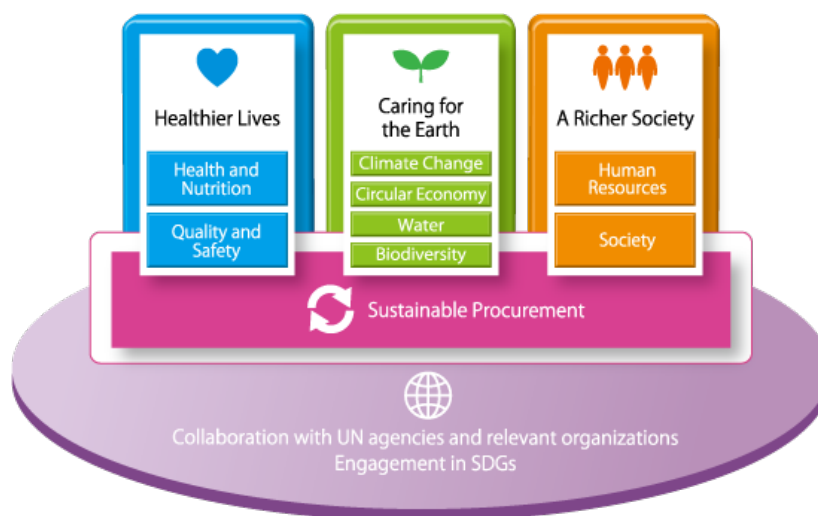 Healthier Lives
Health and
Nutrition
Quality and
Safety
Caring for
the Earth
Climate Change
Circular Economy
Water
Biodiversity
A Richer Society
Human
Resources
Society
Sustainable Procurement
Collaboration with UN agencies and relevant organizations
Engagement in SDGs